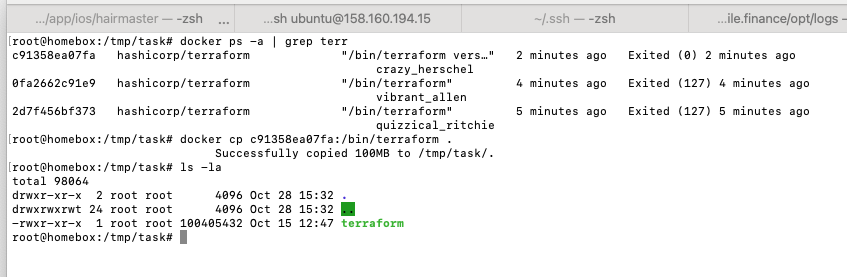 .../app/ios/hairmaster — -zsh ... ...sh ubuntu@158.160.194.15 ~/.ssh — -zsh ...ile.finance/opt/logs —
[root@homebox:/tmp/task# docker ps -a | grep terr
c91358ea07fa hashicorp/terraform "/bin/terraform vers…" 2 minutes ago Exited (0) 2 minutes ago
crazy_herschel
0fa2662c91e9 hashicorp/terraform "/bin/terraform" 4 minutes ago Exited (127) 4 minutes ago
vibrant_allen
2d7f456bf373 hashicorp/terraform "/bin/terraform" 5 minutes ago Exited (127) 5 minutes ago
quizzical_ritchie
[root@homebox:/tmp/task# docker cp c91358ea07fa:/bin/terraform .
Successfully copied 100MB to /tmp/task/.
[root@homebox:/tmp/task# ls -la
total 98064
drwxr-xr-x 2 root root 4096 Oct 28 15:32 .
drwxrwxrwt 24 root root 4096 Oct 28 15:32 ..
-rwxr-xr-x 1 root root 100405432 Oct 15 12:47 terraform
root@homebox:/tmp/task#